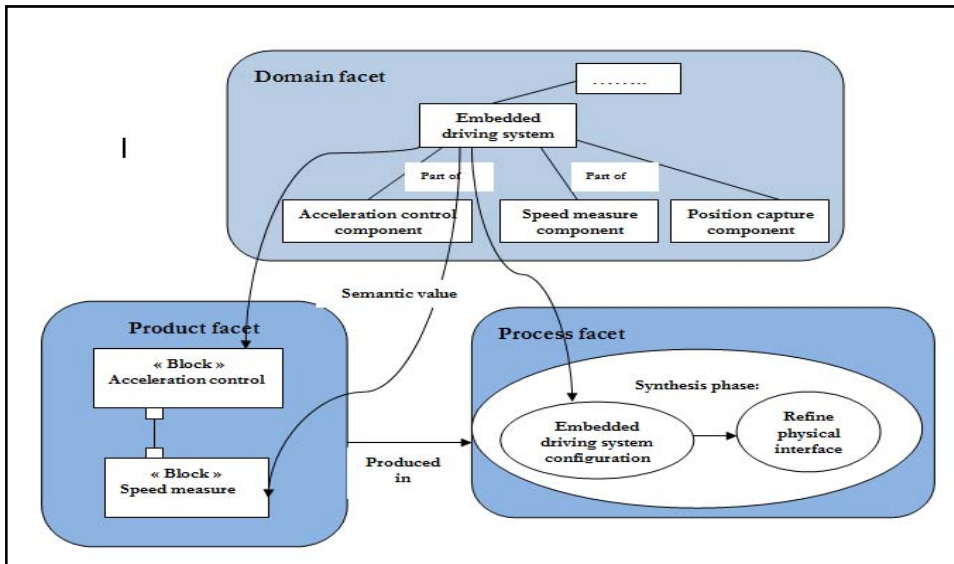 Domain facet
. . . . . . . .
Embedded
driving system
Part of
Part of
Acceleration control
component
Speed measure
component
Position capture
component
Semantic value
Product facet
« Block »
Acceleration control
« Block »
Speed measure
Produced
in
Process facet
Synthesis phase:
Embedded
driving system
configuration
Refine
physical
interface